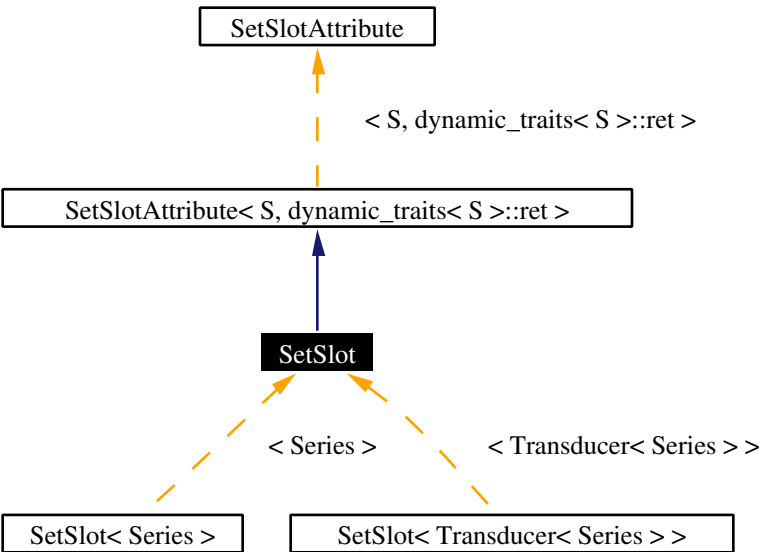 SetSlotAttribute
< S, dynamic_traits< S >::ret >
SetSlotAttribute< S, dynamic_traits< S >::ret >
SetSlot
< Series >
< Transducer< Series > >
SetSlot< Series >
SetSlot< Transducer< Series > >